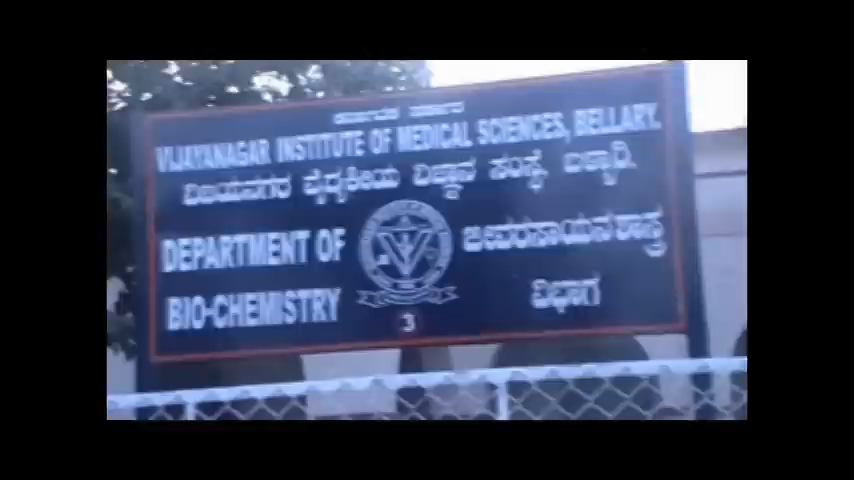 VIJAYANAGAR INSTITUTE OF MEDICAL SCIENCES, BELLARY.
ವಿಜಯನಗರ ವೈದ್ಯಕೀಯ ವಿಜ್ಞಾನ ಸಂಸ್ಥೆ, ಬಳ್ಳಾರಿ.
DEPARTMENT OF
BIO-CHEMISTRY
ಜೀವರಸಾಯನ ಶಾಸ್ತ್ರ
ವಿಭಾಗ
3